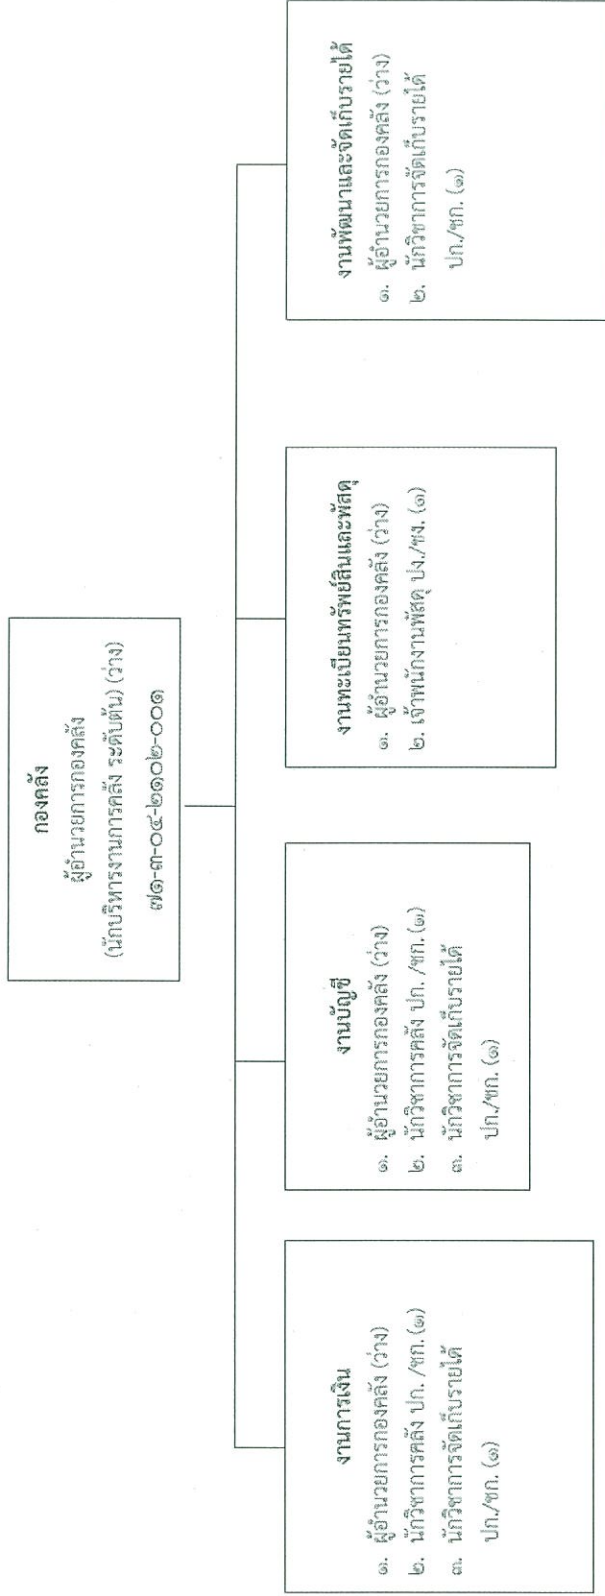 กองคลัง
ผู้อำนวยการกองคลัง
(นักบริหารงานการคลัง ระดับต้น) (ว่าง)
๗๑-๓-๐๔-๒๑๐๒-๐๐๑
งานการเงิน
๑. ผู้อำนวยการกองคลัง (ว่าง)
๒. นักวิชาการคลัง ปก. /ชก. (๑)
๓. นักวิชาการจัดเก็บรายได้
ปก./ชก. (๑)
งานบัญชี
๑. ผู้อำนวยการกองคลัง (ว่าง)
๒. นักวิชาการคลัง ปก. /ชก. (๑)
๓. นักวิชาการจัดเก็บรายได้
ปก./ชก. (๑)
งานทะเบียนทรัพย์สินและพัสดุ
๑. ผู้อำนวยการกองคลัง (ว่าง)
๒. เจ้าพนักงานพัสดุ ปง./ชง. (๑)
งานพัฒนาและจัดเก็บรายได้
๑. ผู้อำนวยการกองคลัง (ว่าง)
๒. นักวิชาการจัดเก็บรายได้
ปก./ชก. (๑)